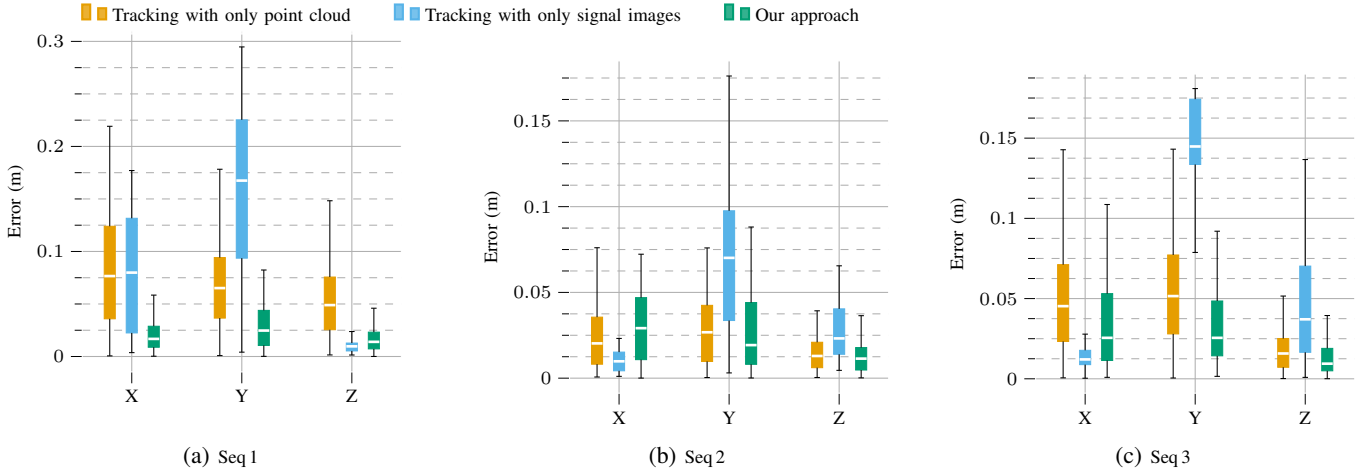 Tracking with only point cloud Tracking with only signal images Our approach
Error (m)
0.3
0.2
0.1
0
X Y Z
(a) Seq 1
Error (m)
0.15
0.1
0.05
0
X Y Z
(b) Seq 2
Error (m)
0.15
0.1
0.05
0
X Y Z
(c) Seq 3